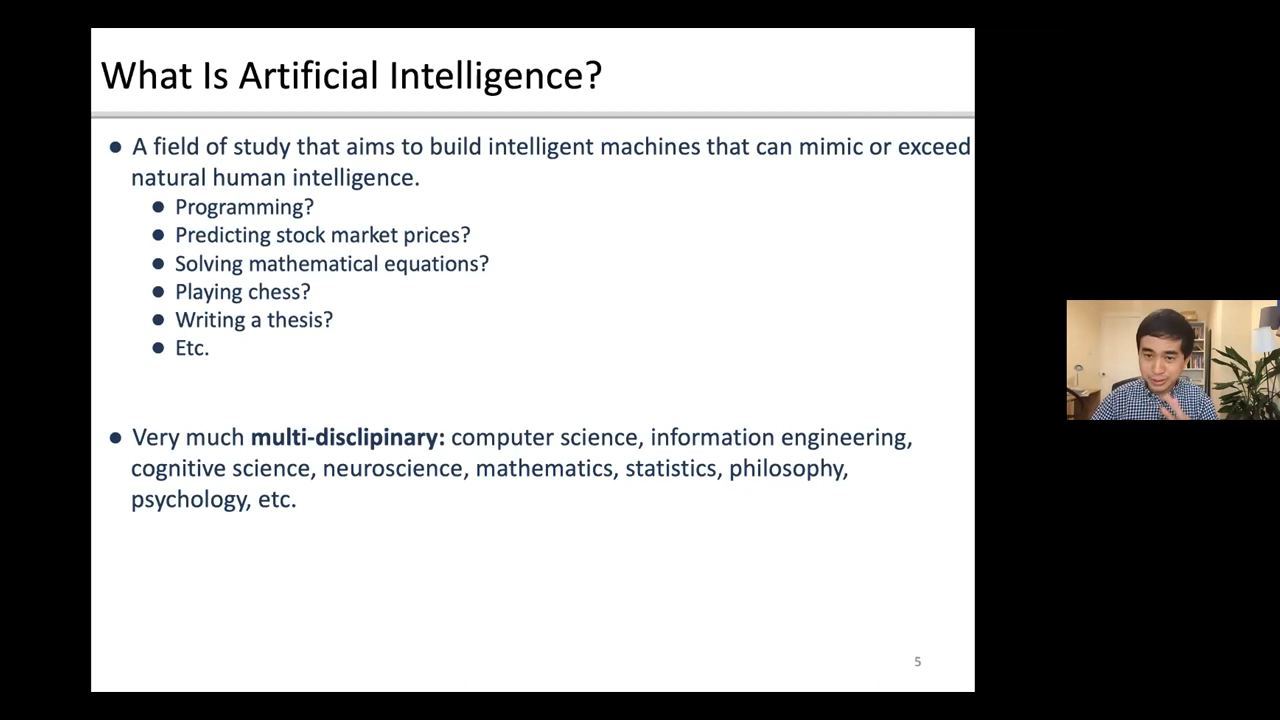 What Is Artificial Intelligence?
● A field of study that aims to build intelligent machines that can mimic or exceed
natural human intelligence.
● Programming?
● Predicting stock market prices?
● Solving mathematical equations?
● Playing chess?
● Writing a thesis?
● Etc.
● Very much multi-disclipinary: computer science, information engineering,
cognitive science, neuroscience, mathematics, statistics, philosophy,
psychology, etc.
5